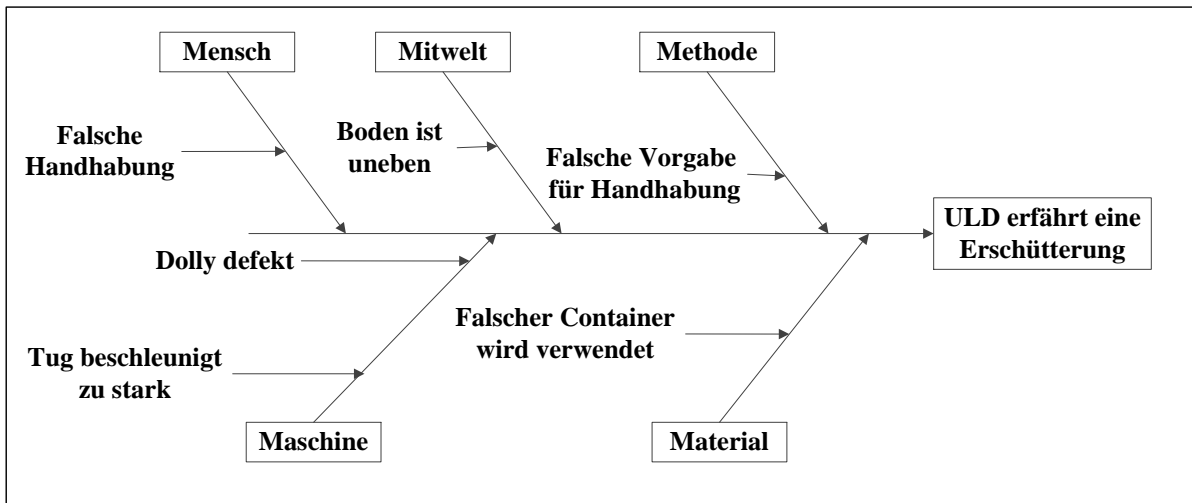 Mensch
Mitwelt
Methode
Falsche
Handhabung
Boden ist
uneben
Falsche Vorgabe
für Handhabung
ULD erfährt eine
Erschütterung
Dolly defekt
Falscher Container
wird verwendet
Tug beschleunigt
zu stark
Maschine
Material